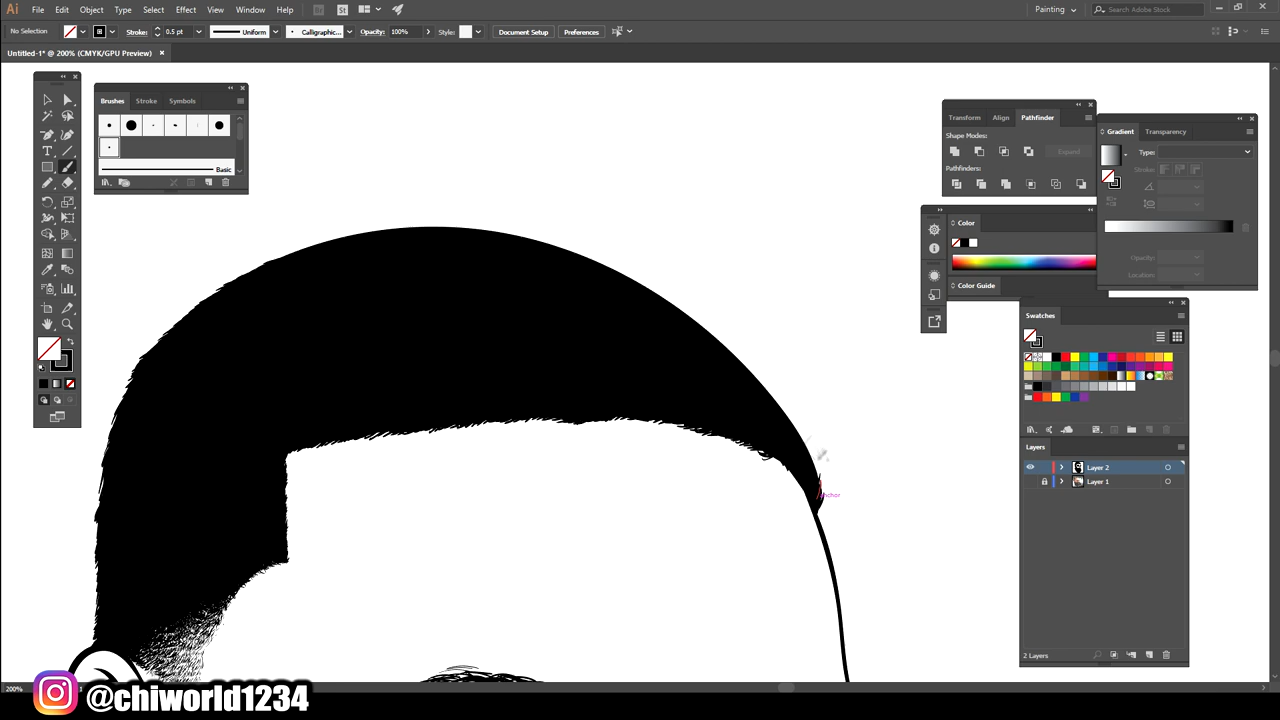 Ai File Edit Object Type Select Effect View Window Help Br St Painting Search Adobe Stock
No Selection Stroke: 0.5 pt Uniform Calligraphic... Opacity: 100% Style: Document Setup Preferences
Untitled-1* @ 200% (CMYK/GPU Preview)
Brushes Stroke Symbols
Basic
Transform Align Pathfinder
Shape Modes:
Expand
Pathfinders:
Gradient Transparency
Type:
Stroke:
Opacity:
Location:
Color
Color Guide
Swatches
Layers
Layer 2
Layer 1
2 Layers
200%
@chiworld1234